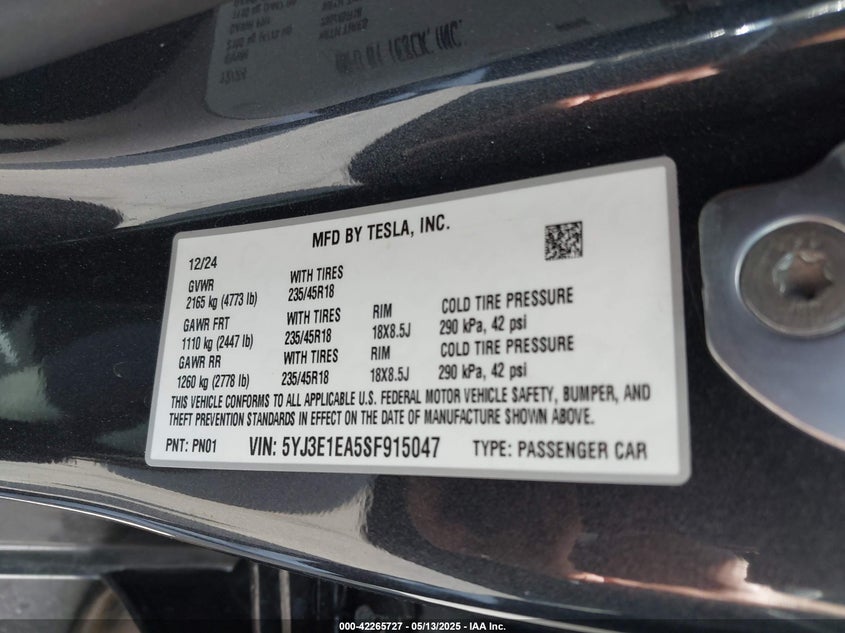 MFD BY TESLA, INC.
12/24
GVWR
2165 kg (4773 lb)
WITH TIRES
235/45R18
GAWR FRT
1110 kg (2447 lb)
WITH TIRES
235/45R18
RIM
18X8.5J
COLD TIRE PRESSURE
290 kPa, 42 psi
GAWR RR
1260 kg (2778 lb)
WITH TIRES
235/45R18
RIM
18X8.5J
COLD TIRE PRESSURE
290 kPa, 42 psi
THIS VEHICLE CONFORMS TO ALL APPLICABLE U.S. FEDERAL MOTOR VEHICLE SAFETY, BUMPER, AND
THEFT PREVENTION STANDARDS IN EFFECT ON THE DATE OF MANUFACTURE SHOWN ABOVE.
PNT: PN01 VIN: 5YJ3E1EA5SF915047 TYPE: PASSENGER CAR
000-42265727 - 05/13/2025 - IAA Inc.